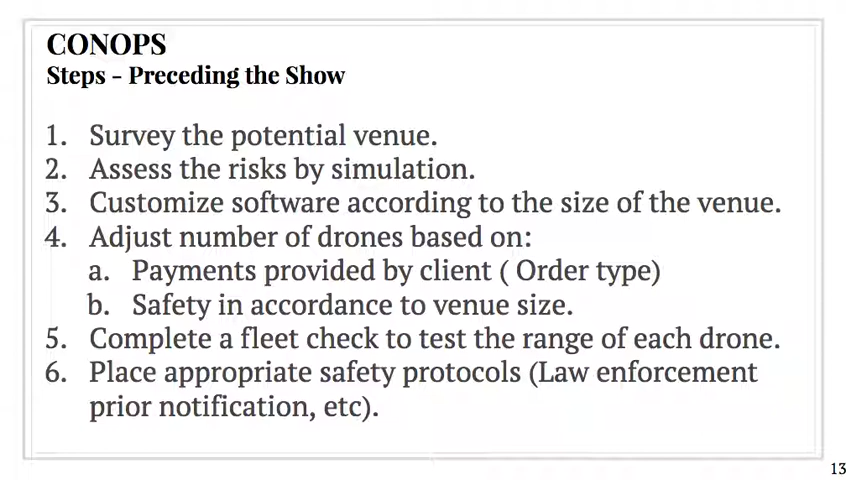 CONOPS
Steps - Preceding the Show
1. Survey the potential venue.
2. Assess the risks by simulation.
3. Customize software according to the size of the venue.
4. Adjust number of drones based on:
a. Payments provided by client ( Order type)
b. Safety in accordance to venue size.
5. Complete a fleet check to test the range of each drone.
6. Place appropriate safety protocols (Law enforcement
prior notification, etc).
13